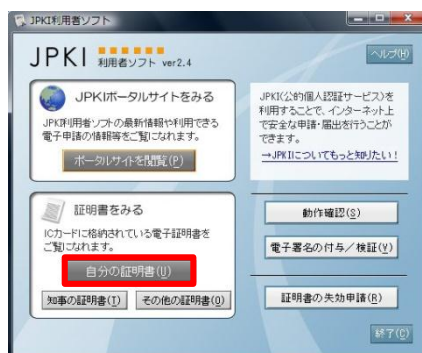 JPKI利用者ソフト
JPKI 利用者ソフト ver2.4
ヘルプ(H)
JPKIポータルサイトをみる
JPKI利用者ソフトの最新情報や利用できる
電子申請の情報等をご覧になれます。
ポータルサイトを閲覧(P)
JPKI(公的個人認証サービス)を
利用することで、インターネット上
で安全な申請・届出を行うことが
できます。
→JPKIについてもっと知りたい!
証明書をみる
ICカードに格納されている電子証明書を
ご覧になれます。
自分の証明書(U)
知事の証明書(I)
その他の証明書(O)
動作確認(S)
電子署名の付与/検証(V)
証明書の失効申請(R)
終了(C)